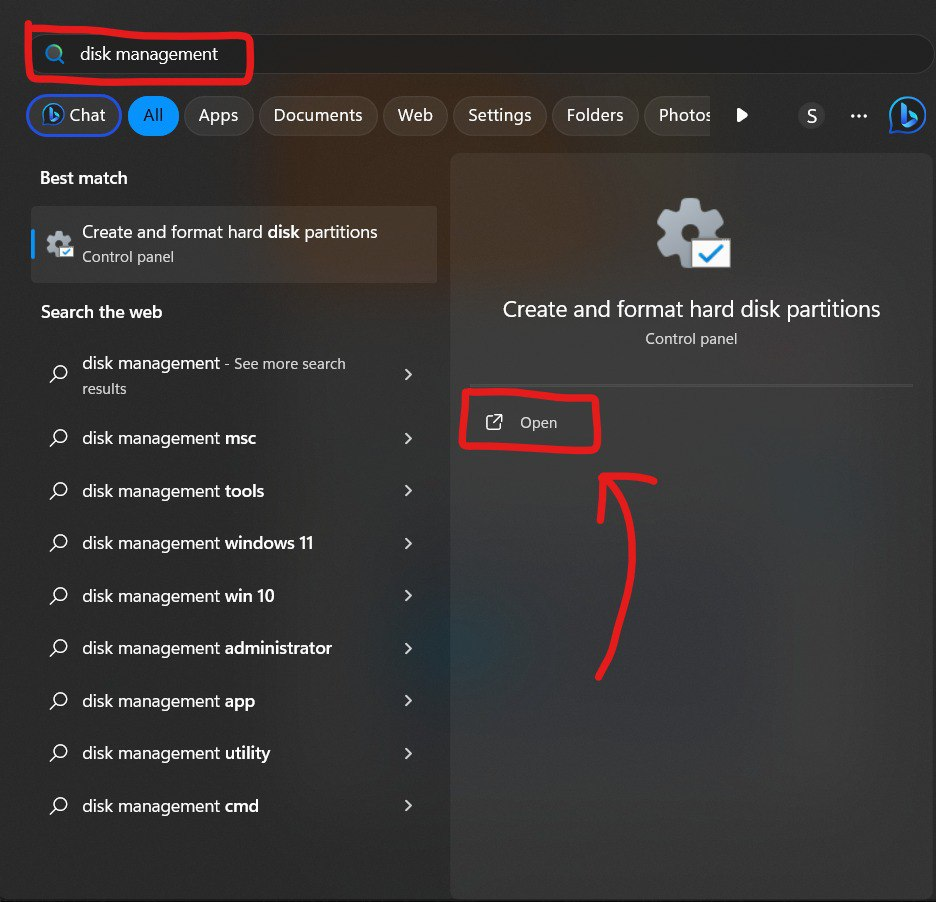 disk management
Chat All Apps Documents Web Settings Folders Photos S ...
Best match
Create and format hard disk partitions
Control panel
Search the web
disk management - See more search
results
disk management msc
disk management tools
disk management windows 11
disk management win 10
disk management administrator
disk management app
disk management utility
disk management cmd
Create and format hard disk partitions
Control panel
Open